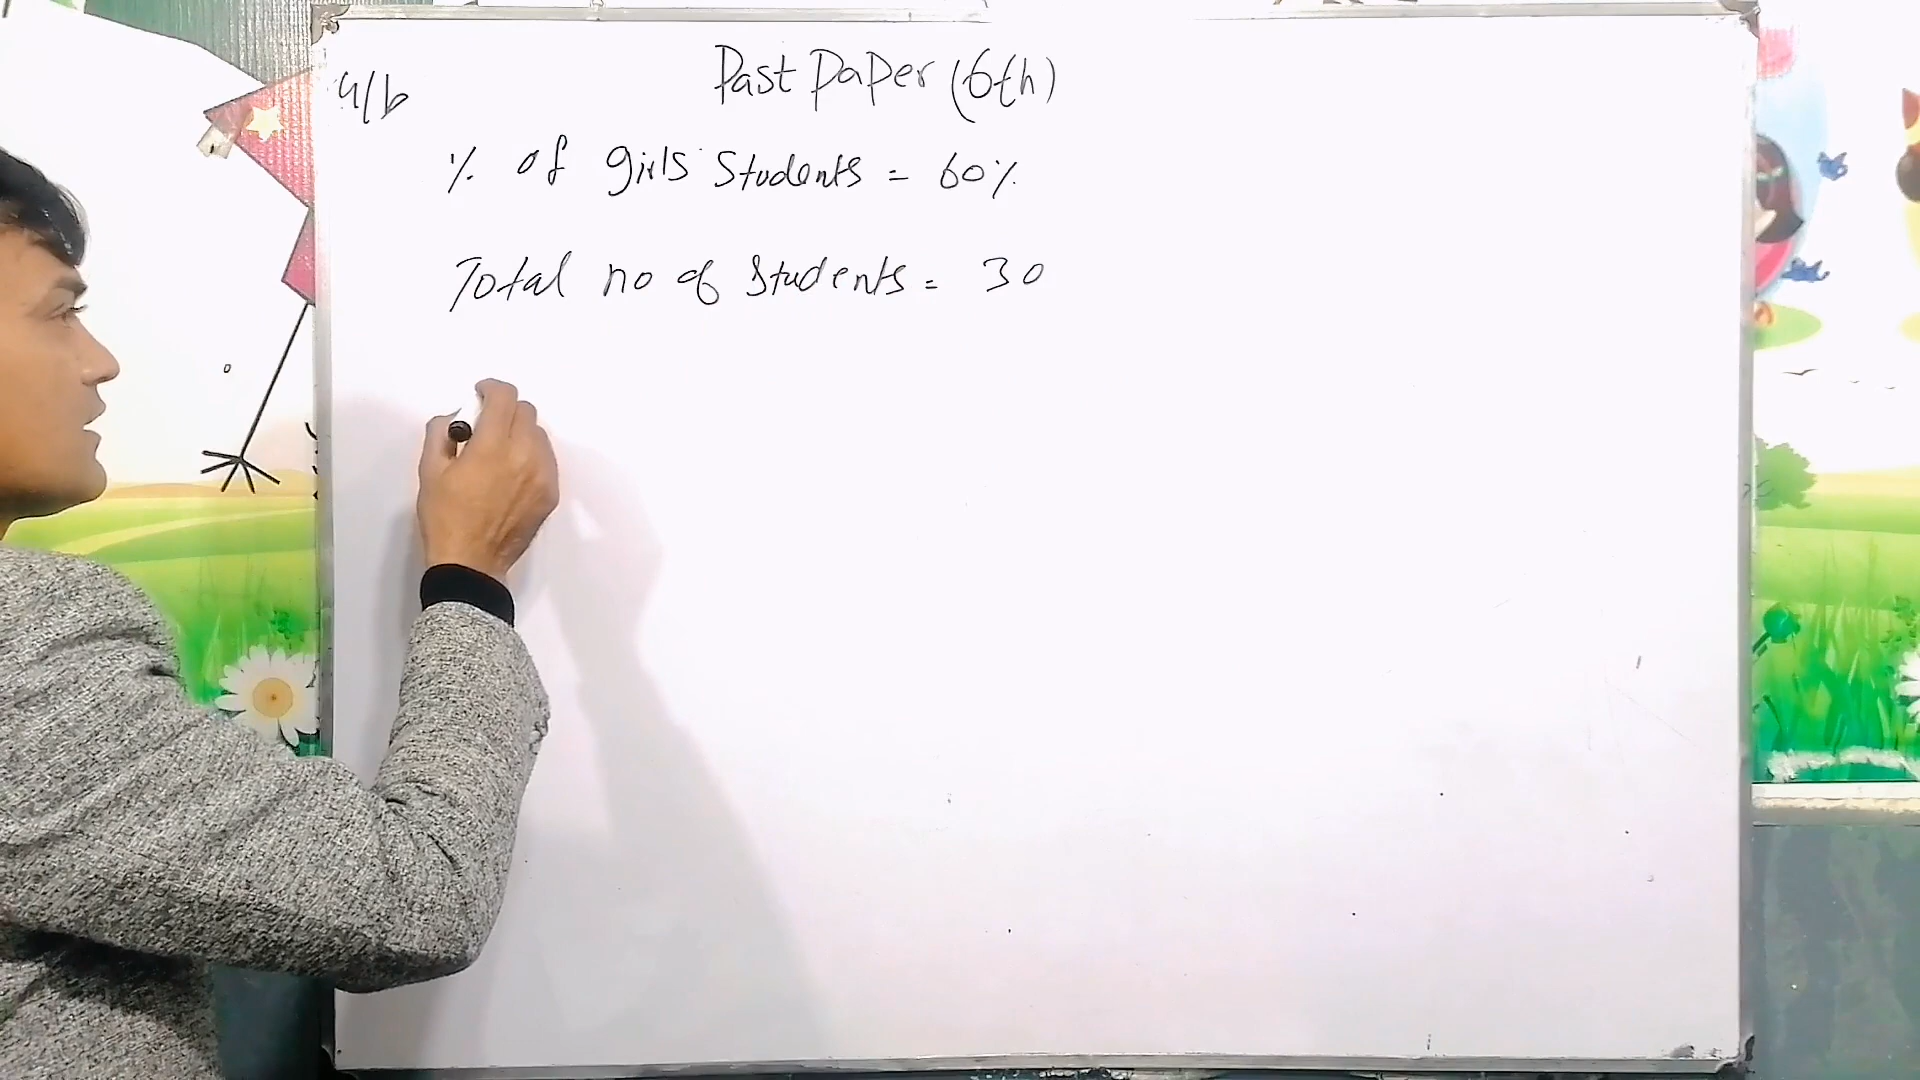 Past Paper (6th)
4/b
% of girls Students = 60%
Total no of Students = 30